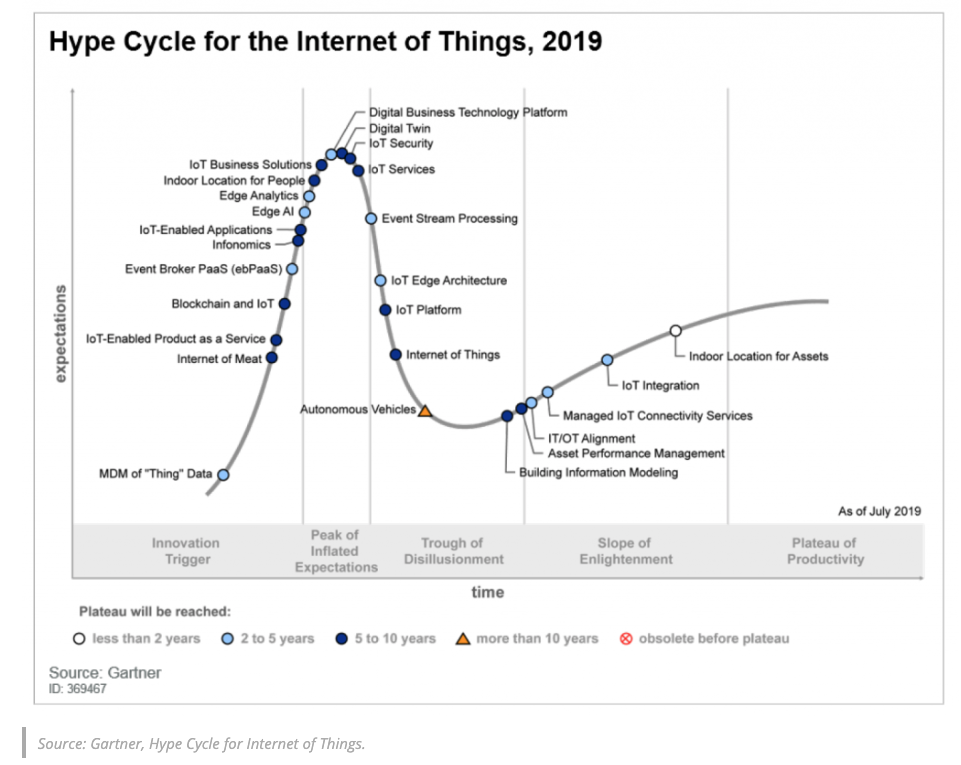 Hype Cycle for the Internet of Things, 2019
expectations
Digital Business Technology Platform
Digital Twin
IoT Security
IoT Business Solutions
IoT Services
Indoor Location for People
Edge Analytics
Edge AI
Event Stream Processing
IoT-Enabled Applications
Infonomics
Event Broker PaaS (ebPaaS)
IoT Edge Architecture
Blockchain and IoT
IoT Platform
IoT-Enabled Product as a Service
Internet of Meat
Internet of Things
Indoor Location for Assets
IoT Integration
Autonomous Vehicles
Managed IoT Connectivity Services
IT/OT Alignment
Asset Performance Management
Building Information Modeling
MDM of "Thing" Data
As of July 2019
Innovation
Trigger
Peak of
Inflated
Expectations
Trough of
Disillusionment
Slope of
Enlightenment
Plateau of
Productivity
time
Plateau will be reached:
less than 2 years
2 to 5 years
5 to 10 years
more than 10 years
obsolete before plateau
Source: Gartner
ID: 369467
Source: Gartner, Hype Cycle for Internet of Things.